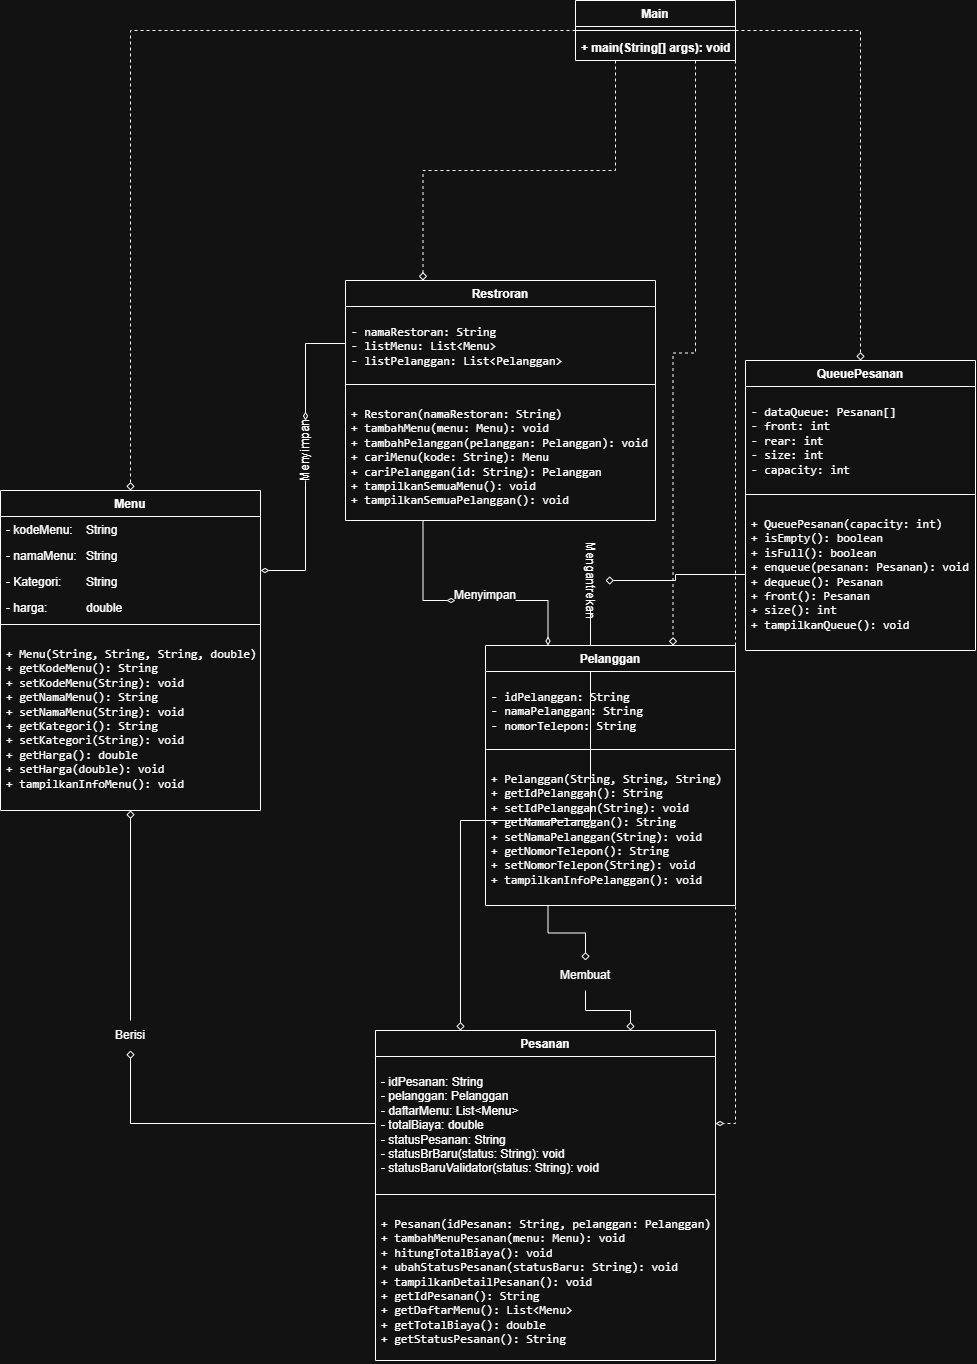 Main
+ main(String[] args): void
Restroran
- namaRestoran: String
- listMenu: List<Menu>
- listPelanggan: List<Pelanggan>
+ Restoran(namaRestoran: String)
+ tambahMenu(menu: Menu): void
+ tambahPelanggan(pelanggan: Pelanggan): void
+ cariMenu(kode: String): Menu
+ cariPelanggan(id: String): Pelanggan
+ tampilkanSemuaMenu(): void
+ tampilkanSemuaPelanggan(): void
QueuePesanan
- dataQueue: Pesanan[]
- front: int
- rear: int
- size: int
- capacity: int
+ QueuePesanan(capacity: int)
+ isEmpty(): boolean
+ isFull(): boolean
+ enqueue(pesanan: Pesanan): void
+ dequeue(): Pesanan
+ front(): Pesanan
+ size(): int
+ tampilkanQueue(): void
Menyimpan
Menu
- kodeMenu: String
- namaMenu: String
- Kategori: String
- harga: double
+ Menu(String, String, String, double)
+ getKodeMenu(): String
+ setKodeMenu(String): void
+ getNamaMenu(): String
+ setNamaMenu(String): void
+ getKategori(): String
+ setKategori(String): void
+ getHarga(): double
+ setHarga(double): void
+ tampilkanInfoMenu(): void
Menyimpan
Mengantrekan
Pelanggan
- idPelanggan: String
- namaPelanggan: String
- nomorTelepon: String
+ Pelanggan(String, String, String)
+ getIdPelanggan(): String
+ setIdPelanggan(String): void
+ getNamaPelanggan(): String
+ setNamaPelanggan(String): void
+ getNomorTelepon(): String
+ setNomorTelepon(String): void
+ tampilkanInfoPelanggan(): void
Membuat
Berisi
Pesanan
- idPesanan: String
- pelanggan: Pelanggan
- daftarMenu: List<Menu>
- totalBiaya: double
- statusPesanan: String
- statusBrBaru(status: String): void
- statusBaruValidator(status: String): void
+ Pesanan(idPesanan: String, pelanggan: Pelanggan)
+ tambahMenuPesanan(menu: Menu): void
+ hitungTotalBiaya(): void
+ ubahStatusPesanan(statusBaru: String): void
+ tampilkanDetailPesanan(): void
+ getIdPesanan(): String
+ getDaftarMenu(): List<Menu>
+ getTotalBiaya(): double
+ getStatusPesanan(): String